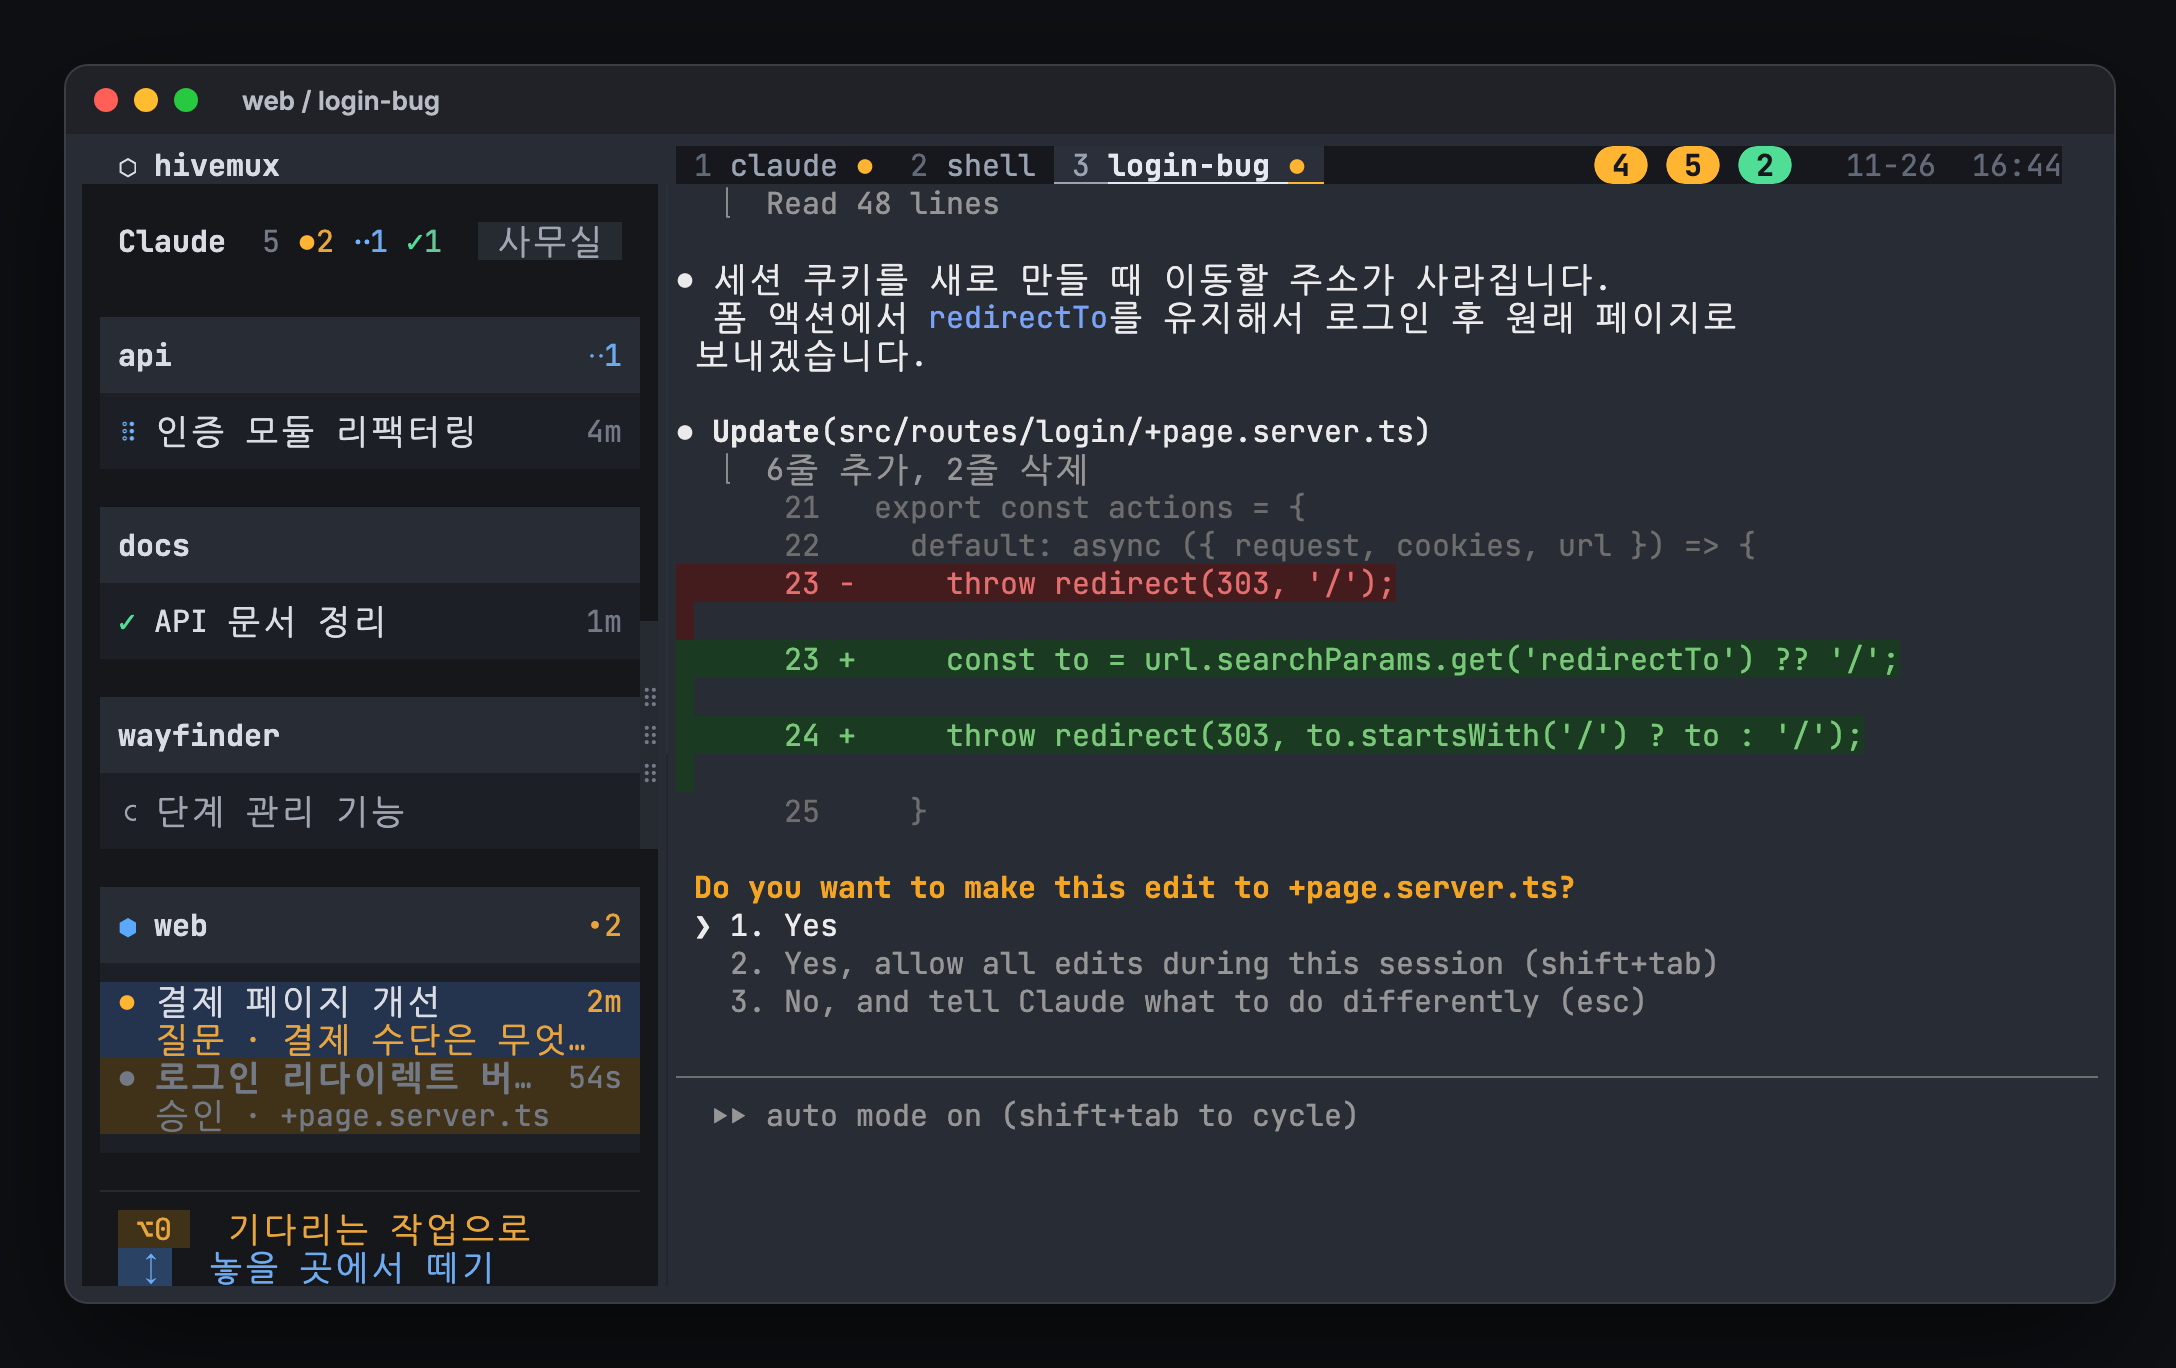 web / login-bug
⬡ hivemux
Claude 5 ●2 ··1 ✓1 사무실
api ··1
⠿ 인증 모듈 리팩터링 4m
docs
✓ API 문서 정리 1m
wayfinder
단계 관리 기능
⬢ web •2
● 결제 페이지 개선 2m
질문 · 결제 수단은 무엇…
● 로그인 리다이렉트 버… 54s
승인 · +page.server.ts
⌥0 기다리는 작업으로
↕ 놓을 곳에서 떼기
1 claude ● 2 shell 3 login-bug ● 4 5 2 11-26 16:44
⎣ Read 48 lines
● 세션 쿠키를 새로 만들 때 이동할 주소가 사라집니다.
폼 액션에서 redirectTo를 유지해서 로그인 후 원래 페이지로
보내겠습니다.
● Update(src/routes/login/+page.server.ts)
⎣ 6줄 추가, 2줄 삭제
21 export const actions = {
22 default: async ({ request, cookies, url }) => {
23 - throw redirect(303, '/');
23 + const to = url.searchParams.get('redirectTo') ?? '/';
24 + throw redirect(303, to.startsWith('/') ? to : '/');
25 }
Do you want to make this edit to +page.server.ts?
❯ 1. Yes
2. Yes, allow all edits during this session (shift+tab)
3. No, and tell Claude what to do differently (esc)
▸▸ auto mode on (shift+tab to cycle)